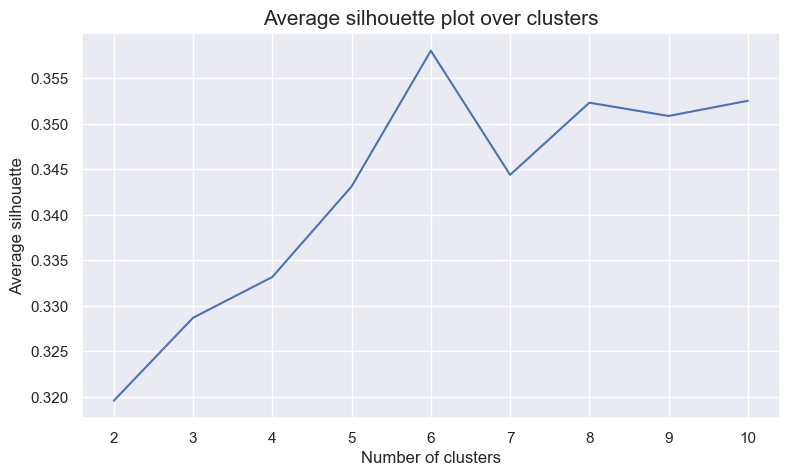 Average silhouette plot over clusters
Average silhouette
0.355
0.350
0.345
0.340
0.335
0.330
0.325
0.320
2 3 4 5 6 7 8 9 10
Number of clusters